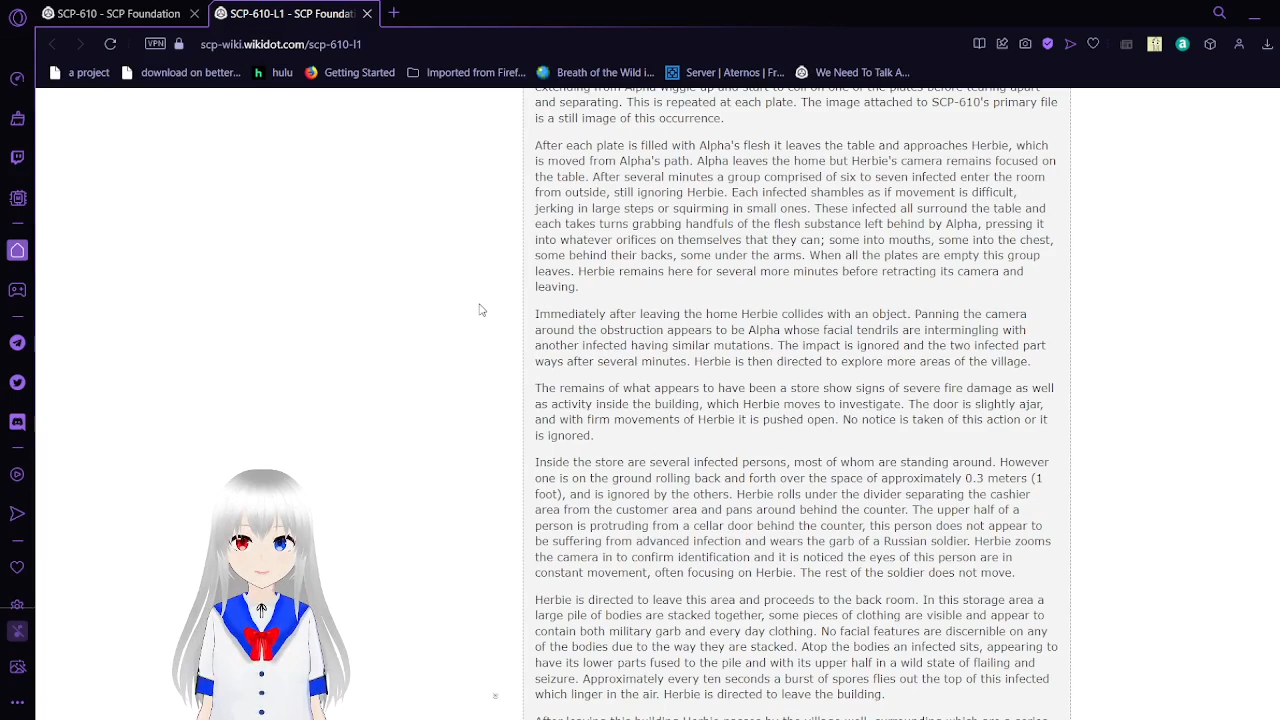 SCP-610 - SCP Foundation
SCP-610-L1 - SCP Foundati
VPN
scp-wiki.wikidot.com/scp-610-l1
a project
download on better...
hulu
Getting Started
Imported from Firef...
Breath of the Wild i...
Server | Aternos | Fr...
We Need To Talk A...
Extending from Alpha wiggle up and start to coil on one of the plates before tearing apart
and separating. This is repeated at each plate. The image attached to SCP-610's primary file
is a still image of this occurrence.
After each plate is filled with Alpha's flesh it leaves the table and approaches Herbie, which
is moved from Alpha's path. Alpha leaves the home but Herbie's camera remains focused on
the table. After several minutes a group comprised of six to seven infected enter the room
from outside, still ignoring Herbie. Each infected shambles as if movement is difficult,
jerking in large steps or squirming in small ones. These infected all surround the table and
each takes turns grabbing handfuls of the flesh substance left behind by Alpha, pressing it
into whatever orifices on themselves that they can; some into mouths, some into the chest,
some behind their backs, some under the arms. When all the plates are empty this group
leaves. Herbie remains here for several more minutes before retracting its camera and
leaving.
Immediately after leaving the home Herbie collides with an object. Panning the camera
around the obstruction appears to be Alpha whose facial tendrils are intermingling with
another infected having similar mutations. The impact is ignored and the two infected part
ways after several minutes. Herbie is then directed to explore more areas of the village.
The remains of what appears to have been a store show signs of severe fire damage as well
as activity inside the building, which Herbie moves to investigate. The door is slightly ajar,
and with firm movements of Herbie it is pushed open. No notice is taken of this action or it
is ignored.
Inside the store are several infected persons, most of whom are standing around. However
one is on the ground rolling back and forth over the space of approximately 0.3 meters (1
foot), and is ignored by the others. Herbie rolls under the divider separating the cashier
area from the customer area and pans around behind the counter. The upper half of a
person is protruding from a cellar door behind the counter, this person does not appear to
be suffering from advanced infection and wears the garb of a Russian soldier. Herbie zooms
the camera in to confirm identification and it is noticed the eyes of this person are in
constant movement, often focusing on Herbie. The rest of the soldier does not move.
Herbie is directed to leave this area and proceeds to the back room. In this storage area a
large pile of bodies are stacked together, some pieces of clothing are visible and appear to
contain both military garb and every day clothing. No facial features are discernible on any
of the bodies due to the way they are stacked. Atop the bodies an infected sits, appearing to
have its lower parts fused to the pile and with its upper half in a wild state of flailing and
seizure. Approximately every ten seconds a burst of spores flies out the top of this infected
which linger in the air. Herbie is directed to leave the building.
After leaving this building Herbie passes by the village well, surrounding which are a series